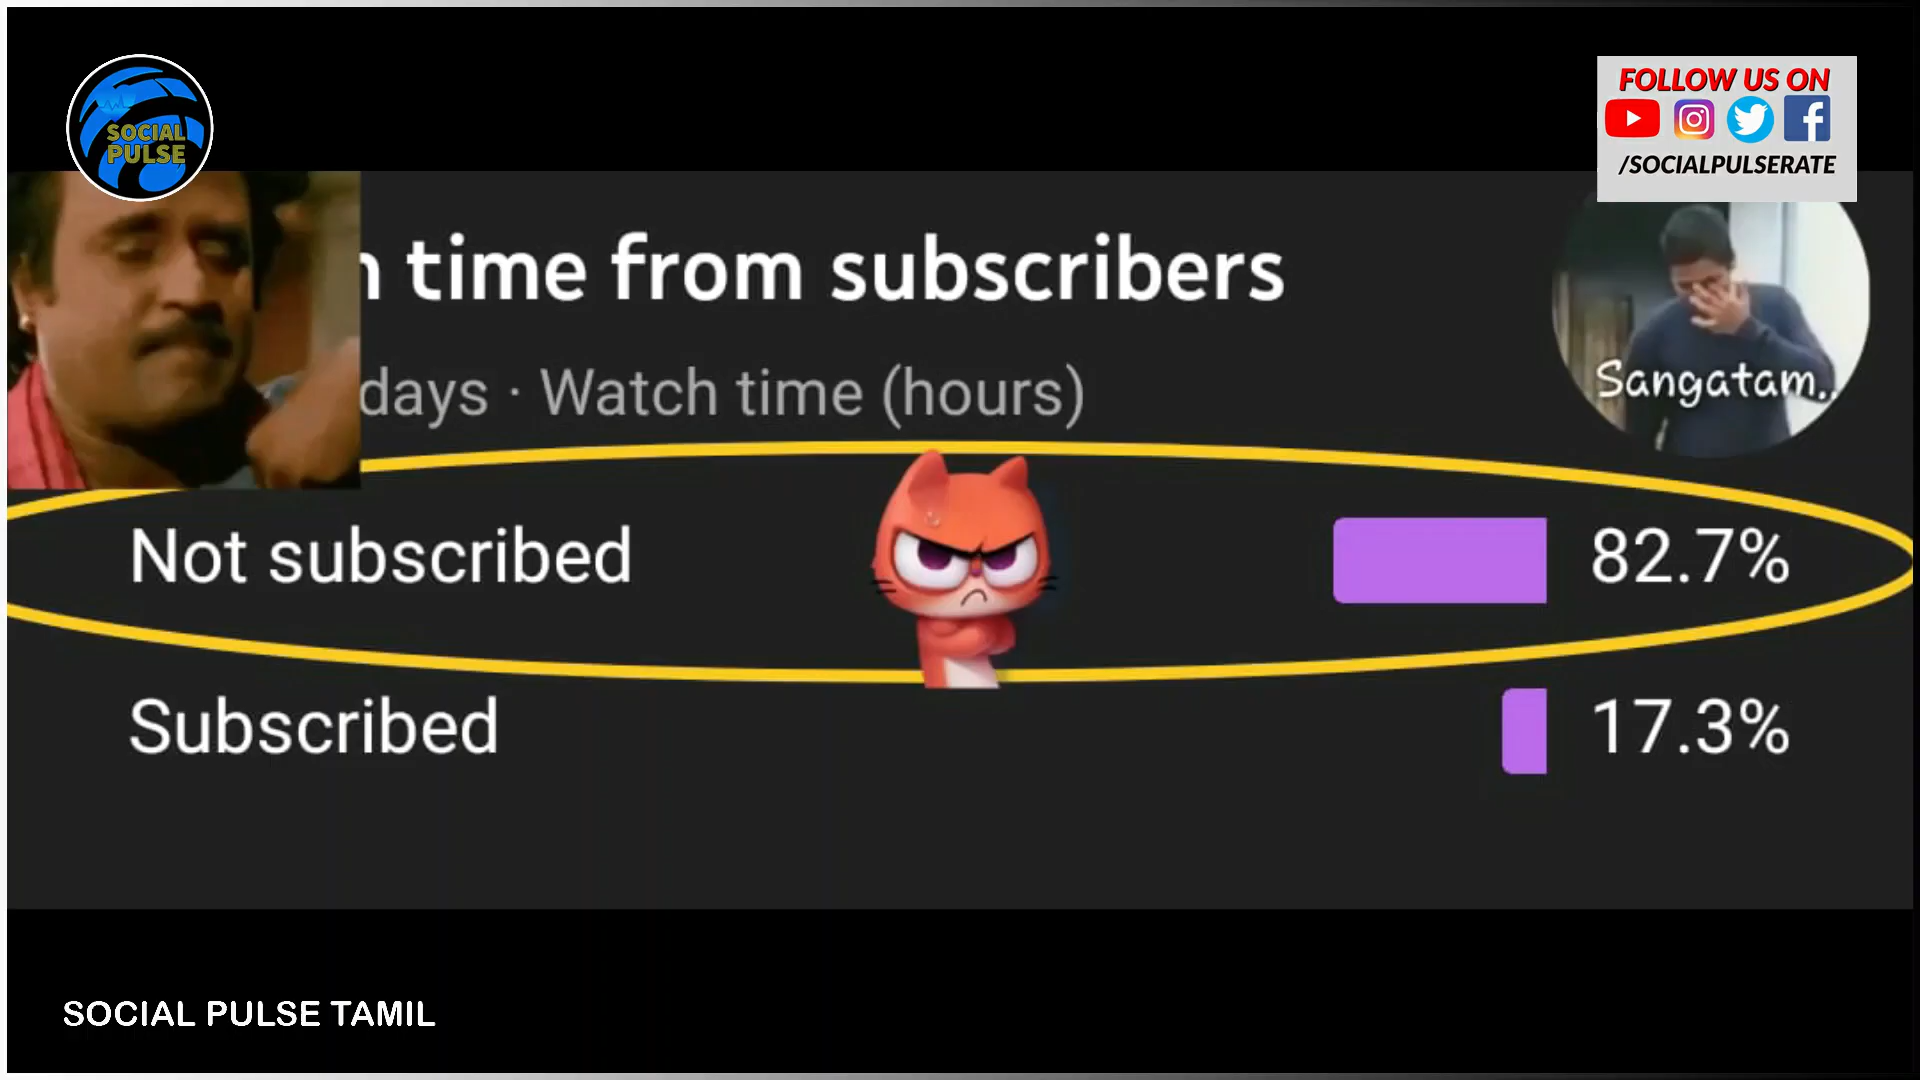 SOCIAL
PULSE
FOLLOW US ON
/SOCIALPULSERATE
time from subscribers
days · Watch time (hours)
Sangatam..
Not subscribed
82.7%
Subscribed
17.3%
SOCIAL PULSE TAMIL